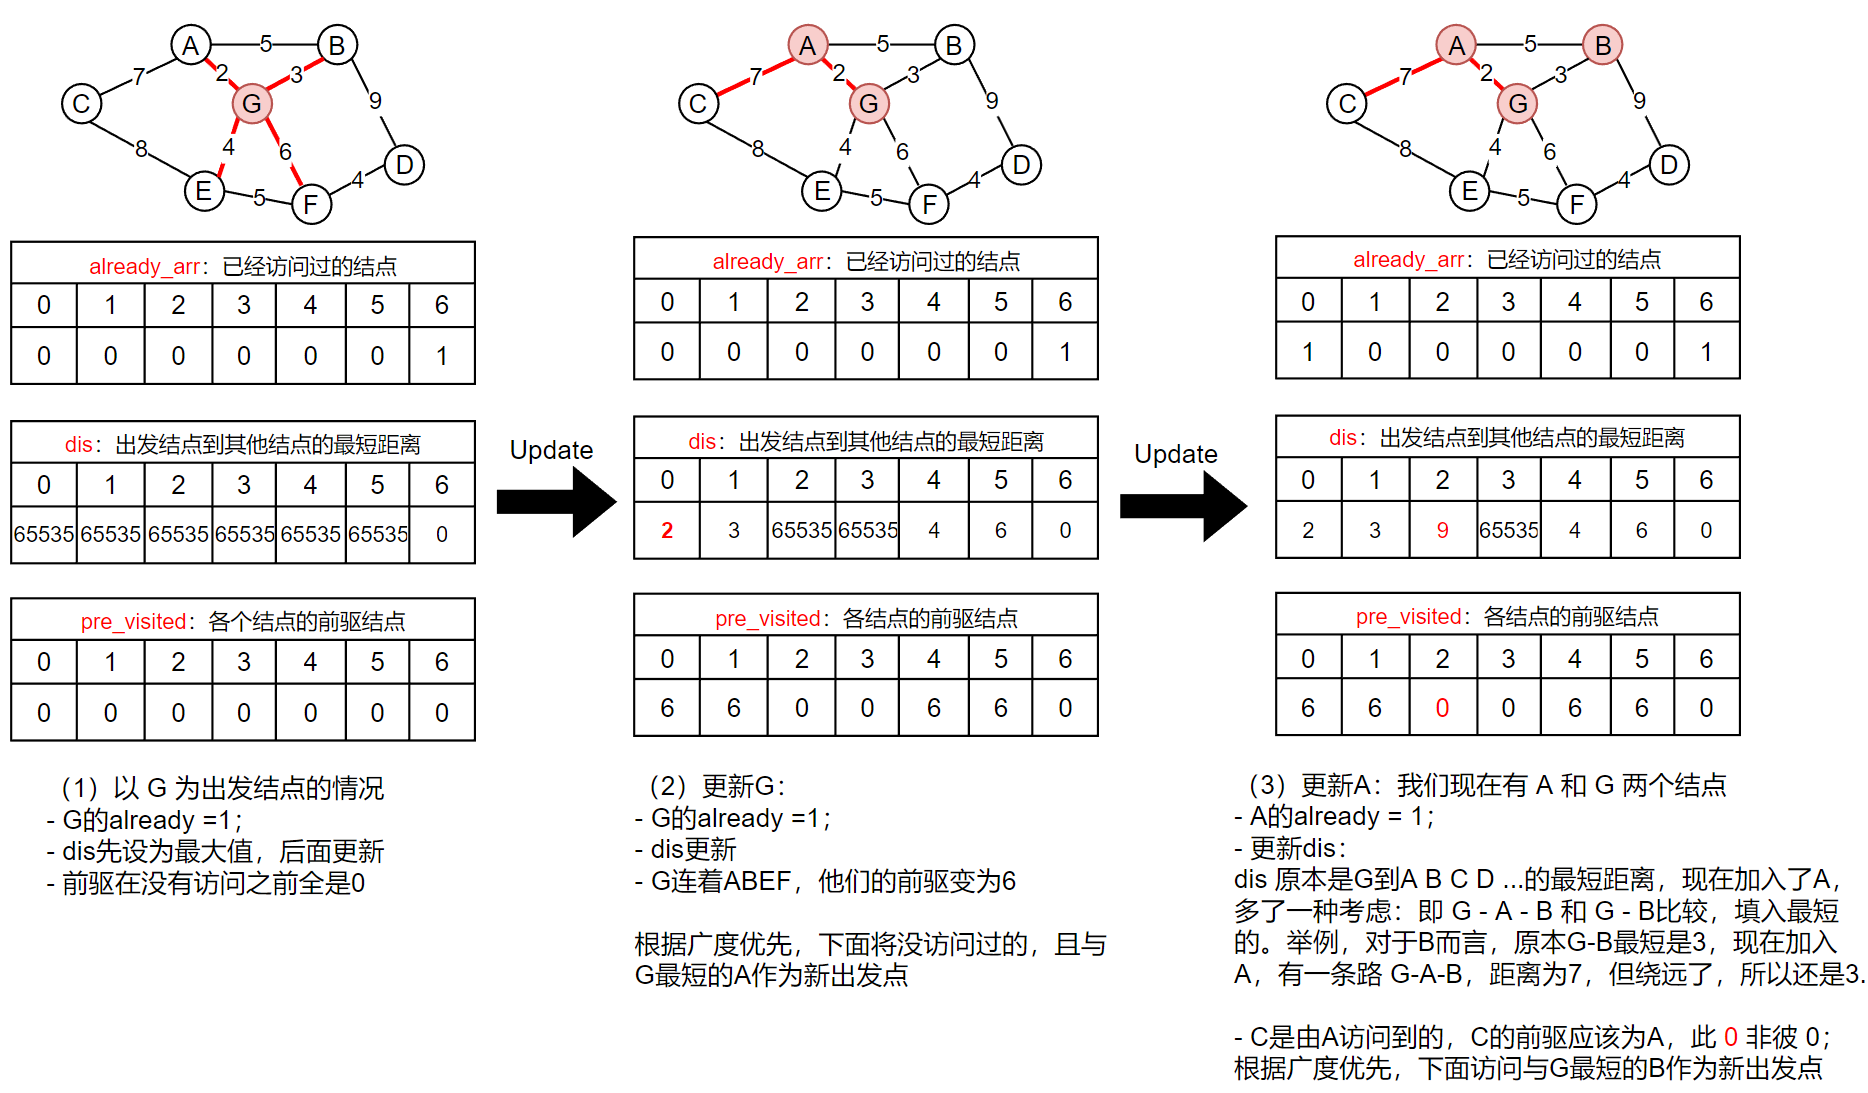 A
5
B
7
2
3
C
G
9
8
4
6
D
E
5
F
4
already_arr：已经访问过的结点
0 1 2 3 4 5 6
0 0 0 0 0 0 1
dis：出发结点到其他结点的最短距离
0 1 2 3 4 5 6
65535 65535 65535 65535 65535 65535 0
pre_visited：各个结点的前驱结点
0 1 2 3 4 5 6
0 0 0 0 0 0 0
（1）以 G 为出发结点的情况
- G的already =1；
- dis先设为最大值，后面更新
- 前驱在没有访问之前全是0
Update
A
5
B
7
2
3
C
G
9
8
4
6
D
E
5
F
4
already_arr：已经访问过的结点
0 1 2 3 4 5 6
0 0 0 0 0 0 1
dis：出发结点到其他结点的最短距离
0 1 2 3 4 5 6
2 3 65535 65535 4 6 0
pre_visited：各结点的前驱结点
0 1 2 3 4 5 6
6 6 0 0 6 6 0
（2）更新G：
- G的already =1；
- dis更新
- G连着ABEF，他们的前驱变为6
根据广度优先，下面将没访问过的，且与
G最短的A作为新出发点
Update
A
5
B
7
2
3
C
G
9
8
4
6
D
E
5
F
4
already_arr：已经访问过的结点
0 1 2 3 4 5 6
1 0 0 0 0 0 1
dis：出发结点到其他结点的最短距离
0 1 2 3 4 5 6
2 3 9 65535 4 6 0
pre_visited：各结点的前驱结点
0 1 2 3 4 5 6
6 6 0 0 6 6 0
（3）更新A：我们现在有 A 和 G 两个结点
- A的already = 1；
- 更新dis：
dis 原本是G到A B C D ...的最短距离，现在加入了A，
多了一种考虑：即 G - A - B 和 G - B比较，填入最短
的。举例，对于B而言，原本G-B最短是3，现在加入
A，有一条路 G-A-B，距离为7，但绕远了，所以还是3.
- C是由A访问到的，C的前驱应该为A，此 0 非彼 0；
根据广度优先，下面访问与G最短的B作为新出发点